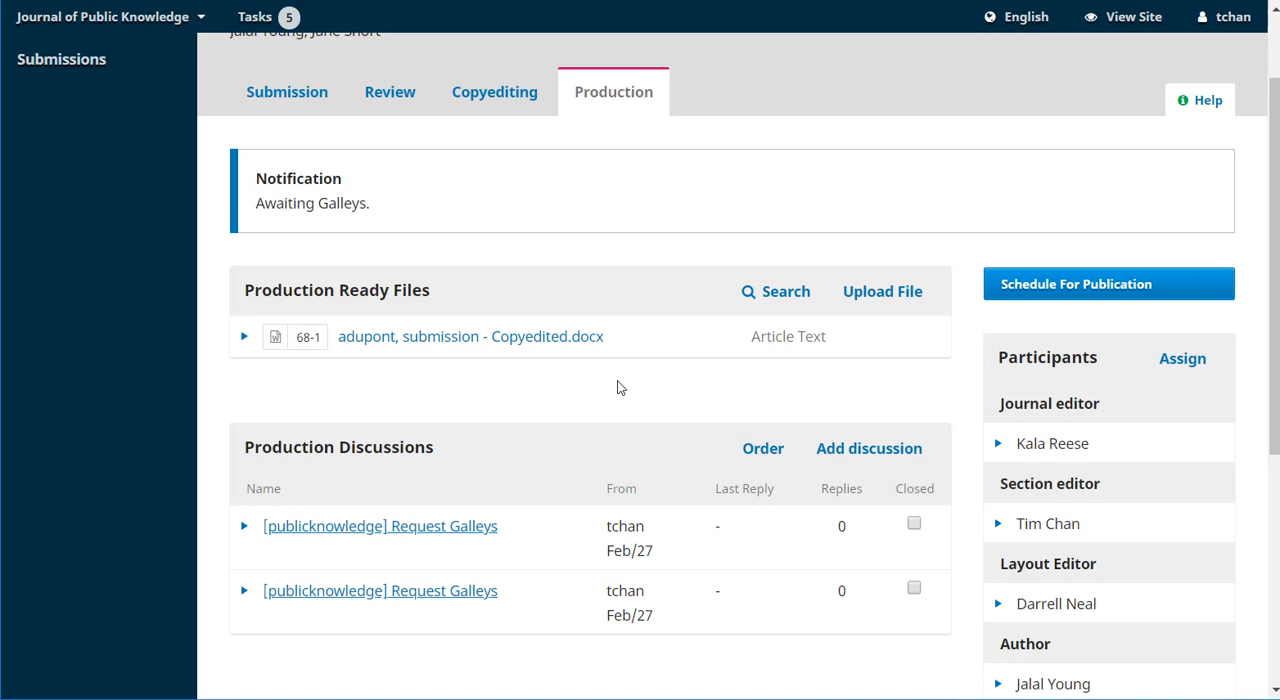 Journal of Public Knowledge Tasks 5 English View Site tchan
Jalal Young, Jane Short
Submissions
Submission Review Copyediting Production
Help
Notification
Awaiting Galleys.
Production Ready Files Search Upload File
68-1 adupont, submission - Copyedited.docx Article Text
Schedule For Publication
Production Discussions Order Add discussion
Name From Last Reply Replies Closed
[publicknowledge] Request Galleys tchan - 0
Feb/27
[publicknowledge] Request Galleys tchan - 0
Feb/27
Participants Assign
Journal editor
Kala Reese
Section editor
Tim Chan
Layout Editor
Darrell Neal
Author
Jalal Young